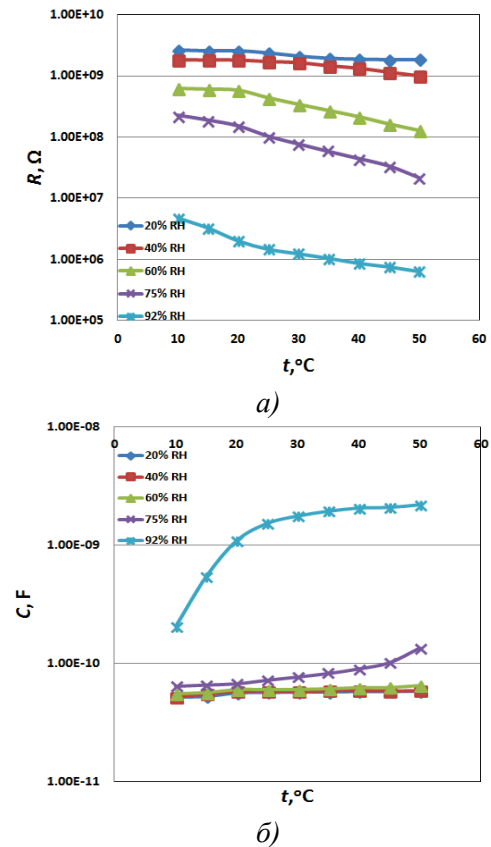 1.00E+10
1.00E+09
1.00E+08
1.00E+07
1.00E+06
1.00E+05
R, Ω
20% RH
40% RH
60% RH
75% RH
92% RH
0 10 20 30 40 50 60
t,°C
а)
1.00E-08
1.00E-09
1.00E-10
1.00E-11
C, F
0 10 20 30 40 50 60
20% RH
40% RH
60% RH
75% RH
92% RH
t,°C
б)